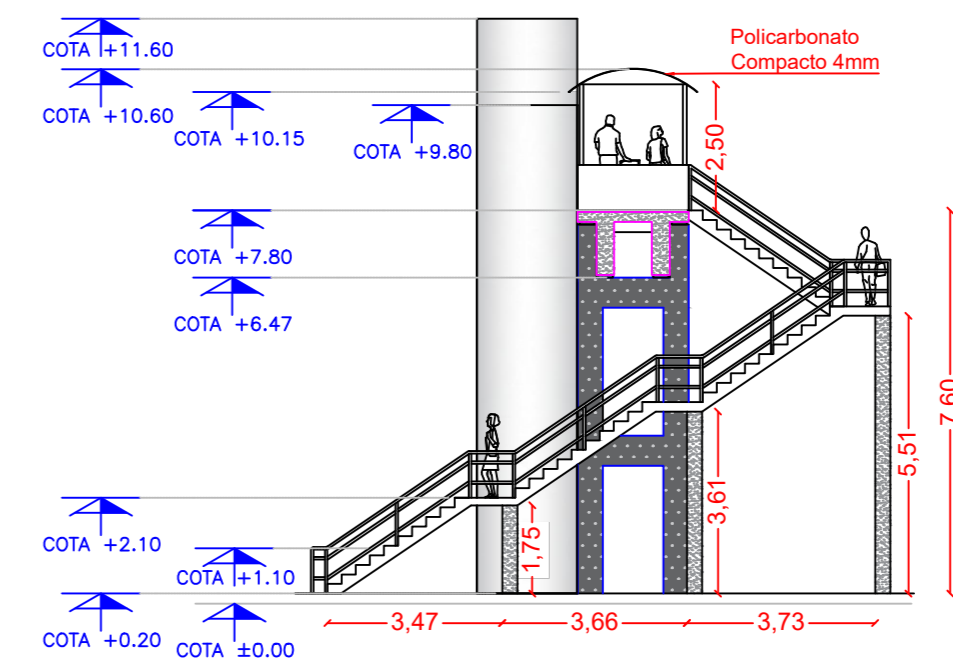 COTA +11.60
COTA +10.60
COTA +10.15
COTA +9.80
Policarbonato
Compacto 4mm
2,50
COTA +7.80
COTA +6.47
7,60
5,51
3,61
1,75
COTA +2.10
COTA +1.10
COTA +0.20
COTA ±0.00
3,47
3,66
3,73